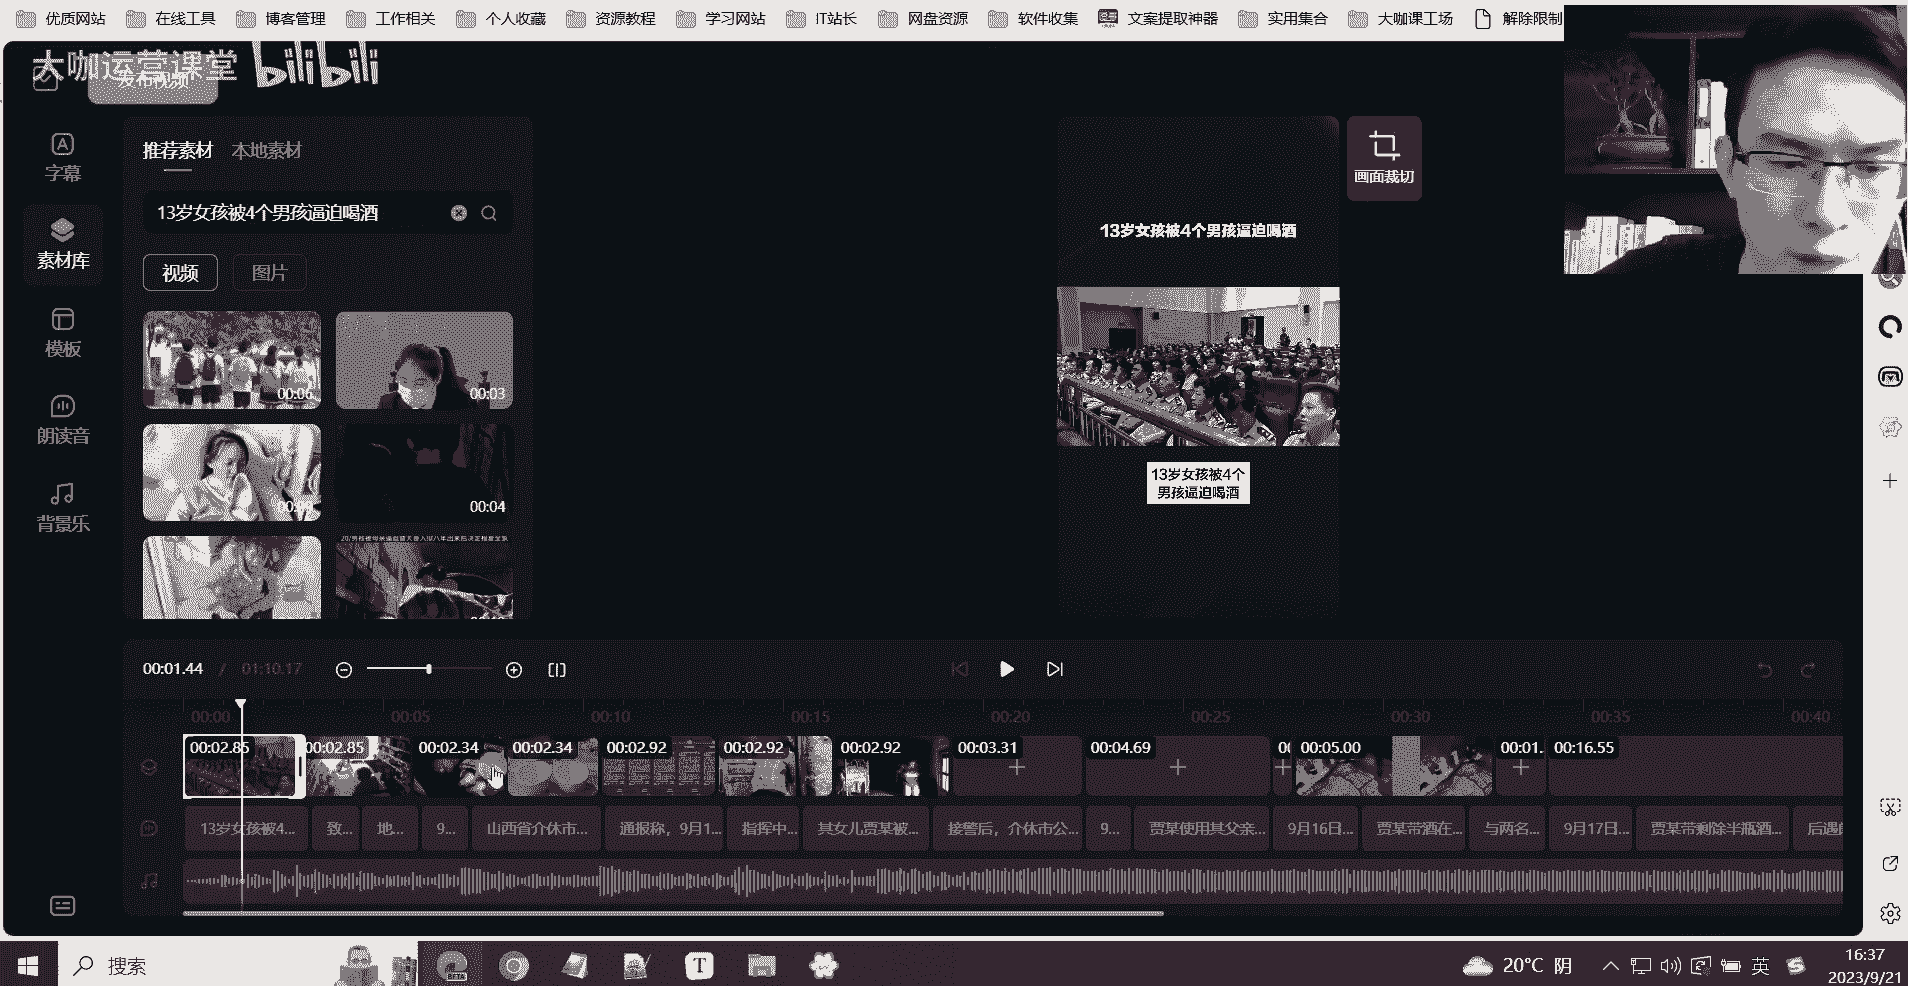 优质网站
在线工具
博客管理
工作相关
个人收藏
资源教程
学习网站
IT站长
网盘资源
软件收集
文案提取神器
实用集合
大咖课工场
解除限制
大咖运营课堂 bilibili
发布视频
字幕
素材库
模板
朗读音
背景乐
推荐素材 本地素材
13岁女孩被4个男孩逼迫喝酒
视频 图片
00:06
00:03
00:04
画面裁切
13岁女孩被4个男孩逼迫喝酒
13岁女孩被4个
男孩逼迫喝酒
00:01.44 / 01:10.17
00:00 00:05 00:10 00:15 00:20 00:25 00:30 00:35 00:40
00:02.85 00:02.85 00:02.34 00:02.34 00:02.92 00:02.92 00:02.92 00:03.31 00:04.69 00:05.00 00:01. 00:16.55
13岁女孩被4... 致... 地... 9... 山西省介休市... 通报称，9月1... 指挥中... 其女儿贾某被... 接警后，介休市公... 9... 贾某使用其父亲... 9月16日... 贾某带酒在... 与两名... 9月17日... 贾某带剩除半瓶酒... 后遇
搜索
BETA
20°C 阴
英
16:37
2023/9/21